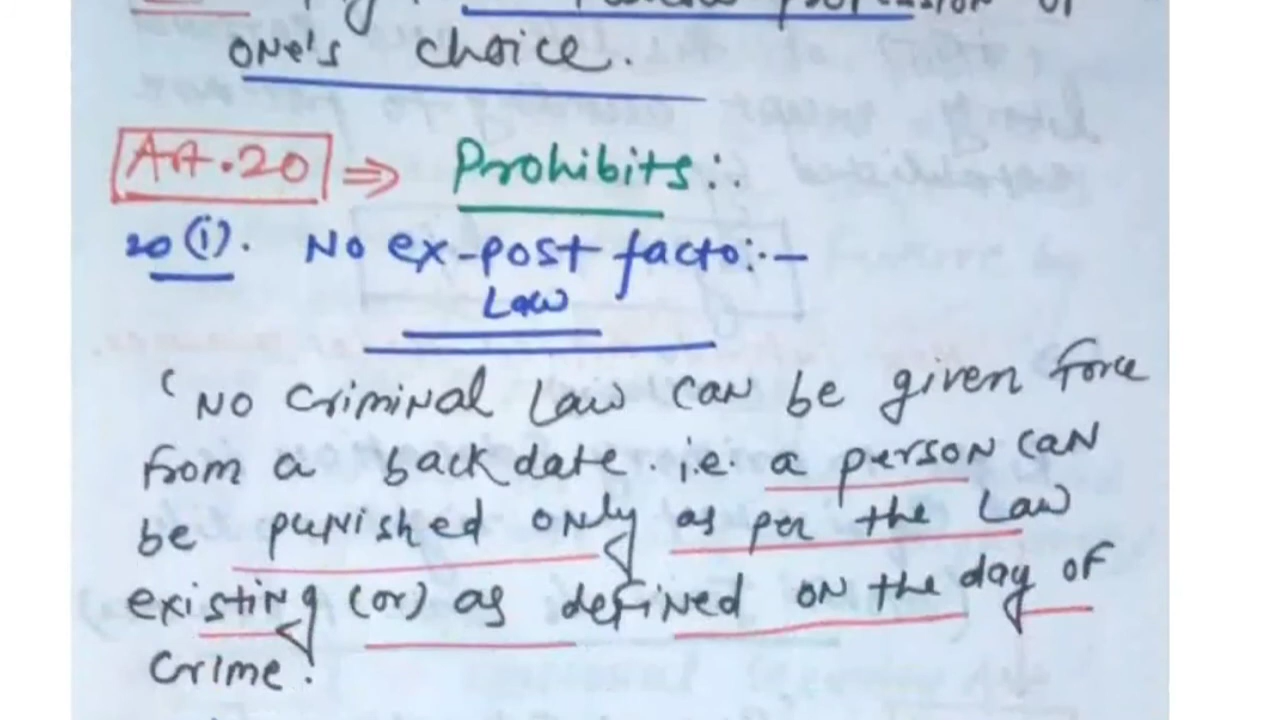 one's choice.
Art.20 ⇒ Prohibits:.
20(i). No ex-post facto:-
Law
(No criminal Law can be given force
from a back date. i.e. a person can
be punished only as per the Law
existing (or) as defined on the day of
crime.